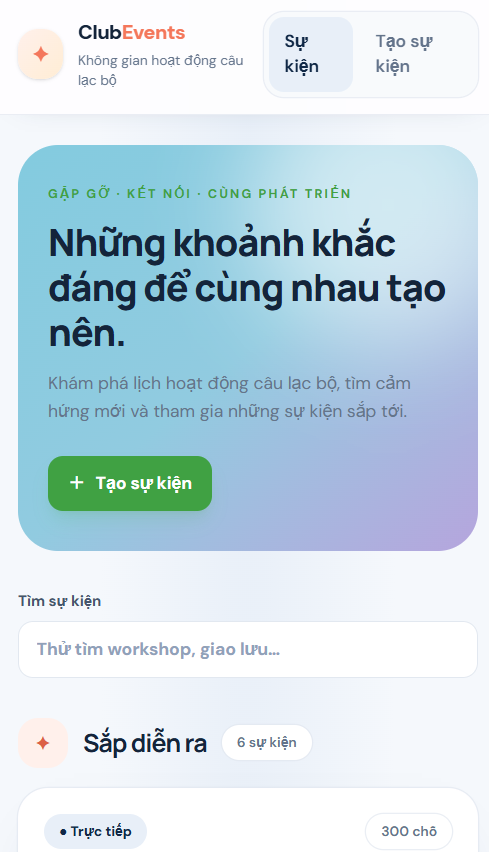 ClubEvents
Không gian hoạt động câu
lạc bộ
Sự
kiện
Tạo sự
kiện
GẶP GỠ · KẾT NỐI · CÙNG PHÁT TRIỂN
Những khoảnh khắc
đáng để cùng nhau tạo
nên.
Khám phá lịch hoạt động câu lạc bộ, tìm cảm
hứng mới và tham gia những sự kiện sắp tới.
+ Tạo sự kiện
Tìm sự kiện
Thử tìm workshop, giao lưu...
Sắp diễn ra
6 sự kiện
● Trực tiếp
300 chỗ